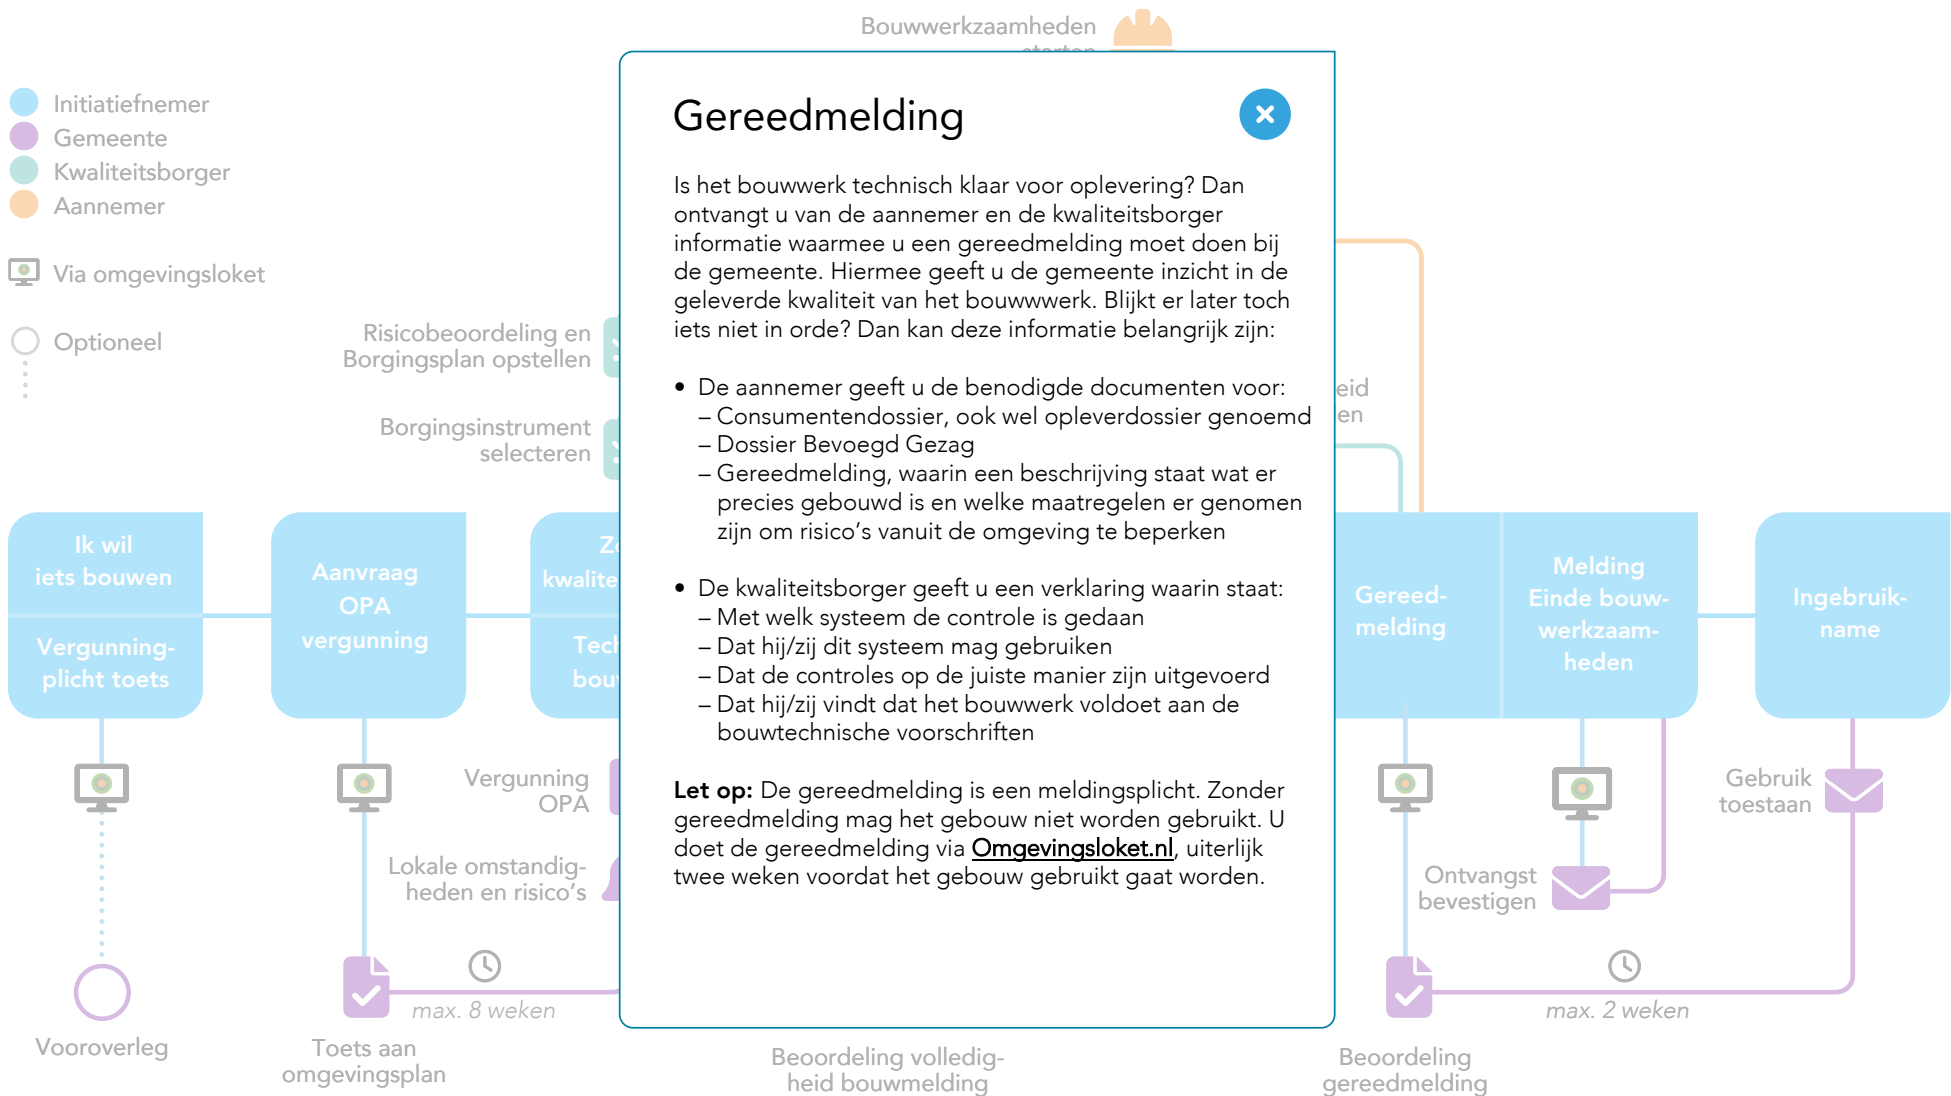 Bouwwerkzaamheden
Initiatiefnemer
Gemeente
Kwaliteitsborger
Aannemer
Via omgevingsloket
Optioneel
Risicobeoordeling en
Borgingsplan opstellen
Borgingsinstrument
selecteren
Ik wil
iets bouwen
Vergunning-
plicht toets
Aanvraag
OPA
vergunning
Vergunning
OPA
Lokale omstandig-
heden en risico's
max. 8 weken
Vooroverleg
Toets aan
omgevingsplan
Gereedmelding
Is het bouwwerk technisch klaar voor oplevering? Dan
ontvangt u van de aannemer en de kwaliteitsborger
informatie waarmee u een gereedmelding moet doen bij
de gemeente. Hiermee geeft u de gemeente inzicht in de
geleverde kwaliteit van het bouwwwerk. Blijkt er later toch
iets niet in orde? Dan kan deze informatie belangrijk zijn:
• De aannemer geeft u de benodigde documenten voor:
– Consumentendossier, ook wel opleverdossier genoemd
– Dossier Bevoegd Gezag
– Gereedmelding, waarin een beschrijving staat wat er
precies gebouwd is en welke maatregelen er genomen
zijn om risico's vanuit de omgeving te beperken
• De kwaliteitsborger geeft u een verklaring waarin staat:
– Met welk systeem de controle is gedaan
– Dat hij/zij dit systeem mag gebruiken
– Dat de controles op de juiste manier zijn uitgevoerd
– Dat hij/zij vindt dat het bouwwerk voldoet aan de
bouwtechnische voorschriften
Let op: De gereedmelding is een meldingsplicht. Zonder
gereedmelding mag het gebouw niet worden gebruikt. U
doet de gereedmelding via Omgevingsloket.nl, uiterlijk
twee weken voordat het gebouw gebruikt gaat worden.
Beoordeling volledig-
heid bouwmelding
Gereed-
melding
Melding
Einde bouw-
werkzaam-
heden
Ingebruik-
name
Gebruik
toestaan
Ontvangst
bevestigen
max. 2 weken
Beoordeling
gereedmelding